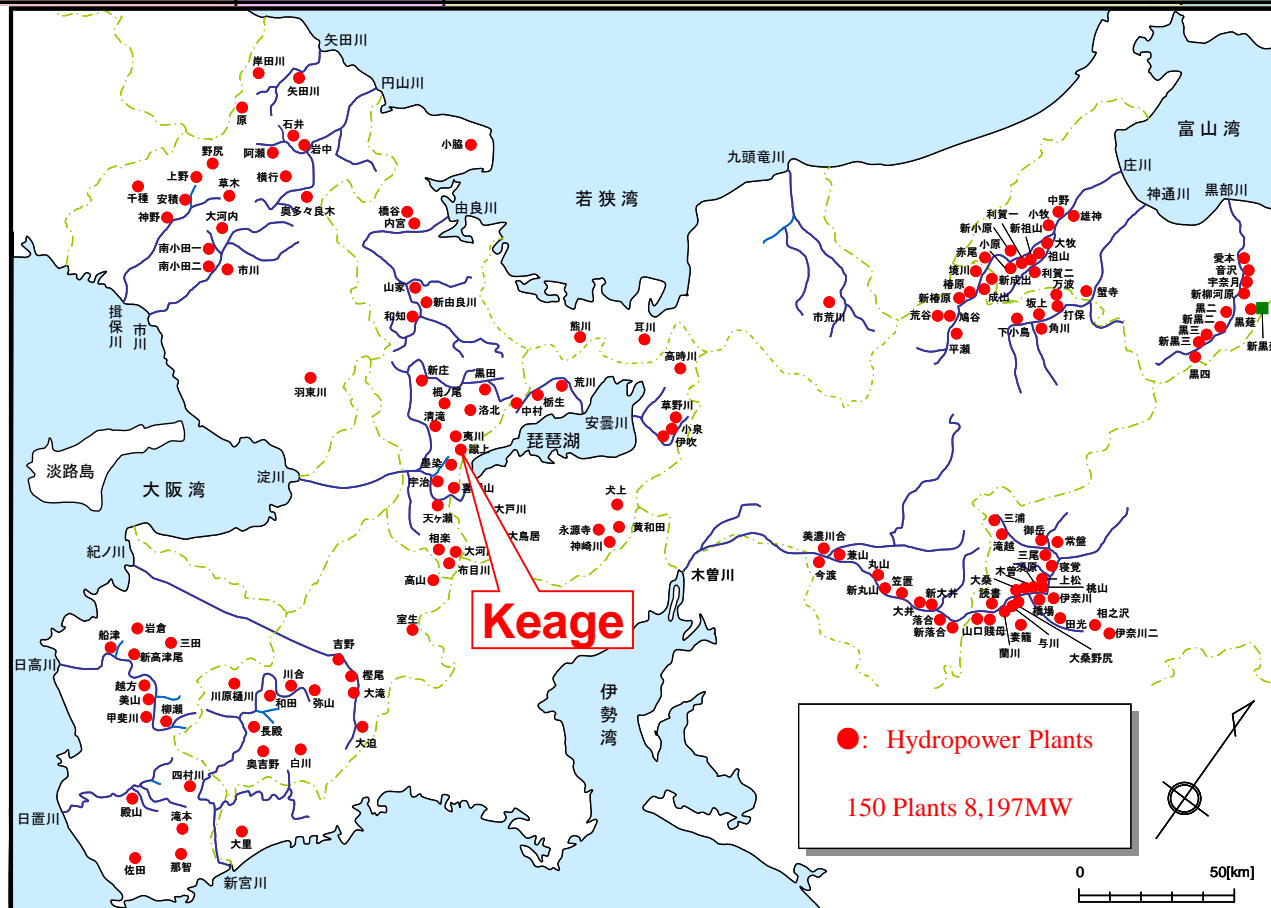 矢田川
岸田川
矢田川
円山川
原
石井
岩中
阿瀬
小脇
野尻
上野
横行
千種
安積
草木
奥多々良木
神野
大河内
南小田一
南小田二
市川
揖保川
市川
橋谷
内宮
由良川
若狭湾
九頭竜川
富山湾
庄川
神通川
黒部川
中野
雄神
利賀一
小牧
新祖山
新小原
小原
大牧
祖山
赤尾
境川
利賀二
新成出
椿原
成出
万波
新椿原
蟹寺
坂上
打保
荒谷
鳩谷
下小鳥
角川
平瀬
愛本
音沢
宇奈月
新柳河原
黒二
新黒二
黒薙
黒三
新黒三
黒四
市荒川
山家
新由良川
和知
熊川
耳川
高時川
羽束川
新庄
黒田
荒川
栂ノ尾
栃生
洛北
中村
清滝
安曇川
草野川
小泉
伊吹
夷川
蹴上
琵琶湖
墨染
宇治
天ヶ瀬
大戸川
大鳥居
犬上
永源寺
黄和田
神崎川
相楽
布目川
高山
室生
淡路島
大阪湾
淀川
紀ノ川
木曽川
美濃川合
兼山
今渡
丸山
新丸山
笠置
新大井
大井
落合
新落合
三浦
御岳
常盤
滝越
三尾
寝覚
木曽
須原
上松
桃山
大桑
読書
伊奈川
橋場
相之沢
田光
伊奈川二
山口
賤母
与川
妻籠
蘭川
大桑野尻
Keage
船津
岩倉
三田
新高津尾
日高川
吉野
樫尾
大滝
川合
川原樋川
和田
弥山
越方
美山
柳瀬
甲斐川
長殿
大迫
奥吉野
白川
四村川
殿山
滝本
日置川
大里
佐田
那智
新宮川
伊勢湾
●: Hydropower Plants
150 Plants 8,197MW
0 50[km]